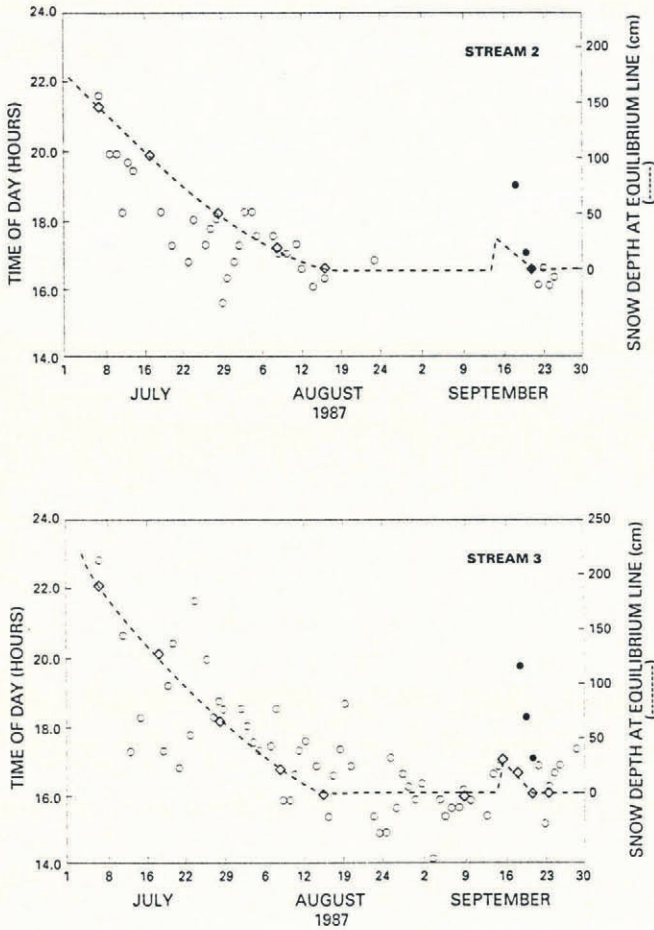 STREAM 2
TIME OF DAY (HOURS)
24.0
22.0
20.0
18.0
16.0
14.0
200
150
100
50
0
SNOW DEPTH AT EQUILIBRIUM LINE (cm)
(------)
1 8 16 22 29 6 12 19 24 2 9 16 23 30
JULY AUGUST SEPTEMBER
1987
STREAM 3
TIME OF DAY (HOURS)
24.0
22.0
20.0
18.0
16.0
14.0
250
200
150
100
50
0
SNOW DEPTH AT EQUILIBRIUM LINE (cm)
(------)
1 8 16 22 29 6 12 19 24 2 9 16 23 30
JULY AUGUST SEPTEMBER
1987